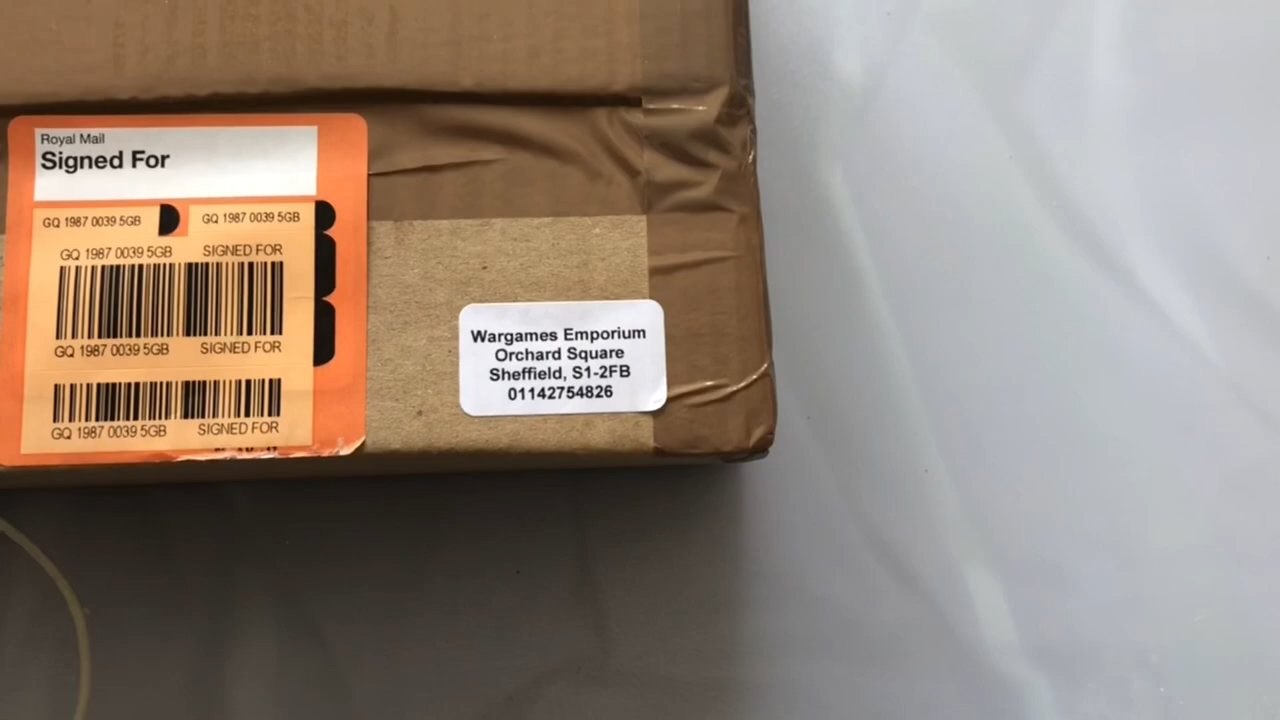 Royal Mail
Signed For
GQ 1987 0039 5GB GQ 1987 0039 5GB
GQ 1987 0039 5GB SIGNED FOR
GQ 1987 0039 5GB SIGNED FOR
GQ 1987 0039 5GB SIGNED FOR
Wargames Emporium
Orchard Square
Sheffield, S1-2FB
01142754826